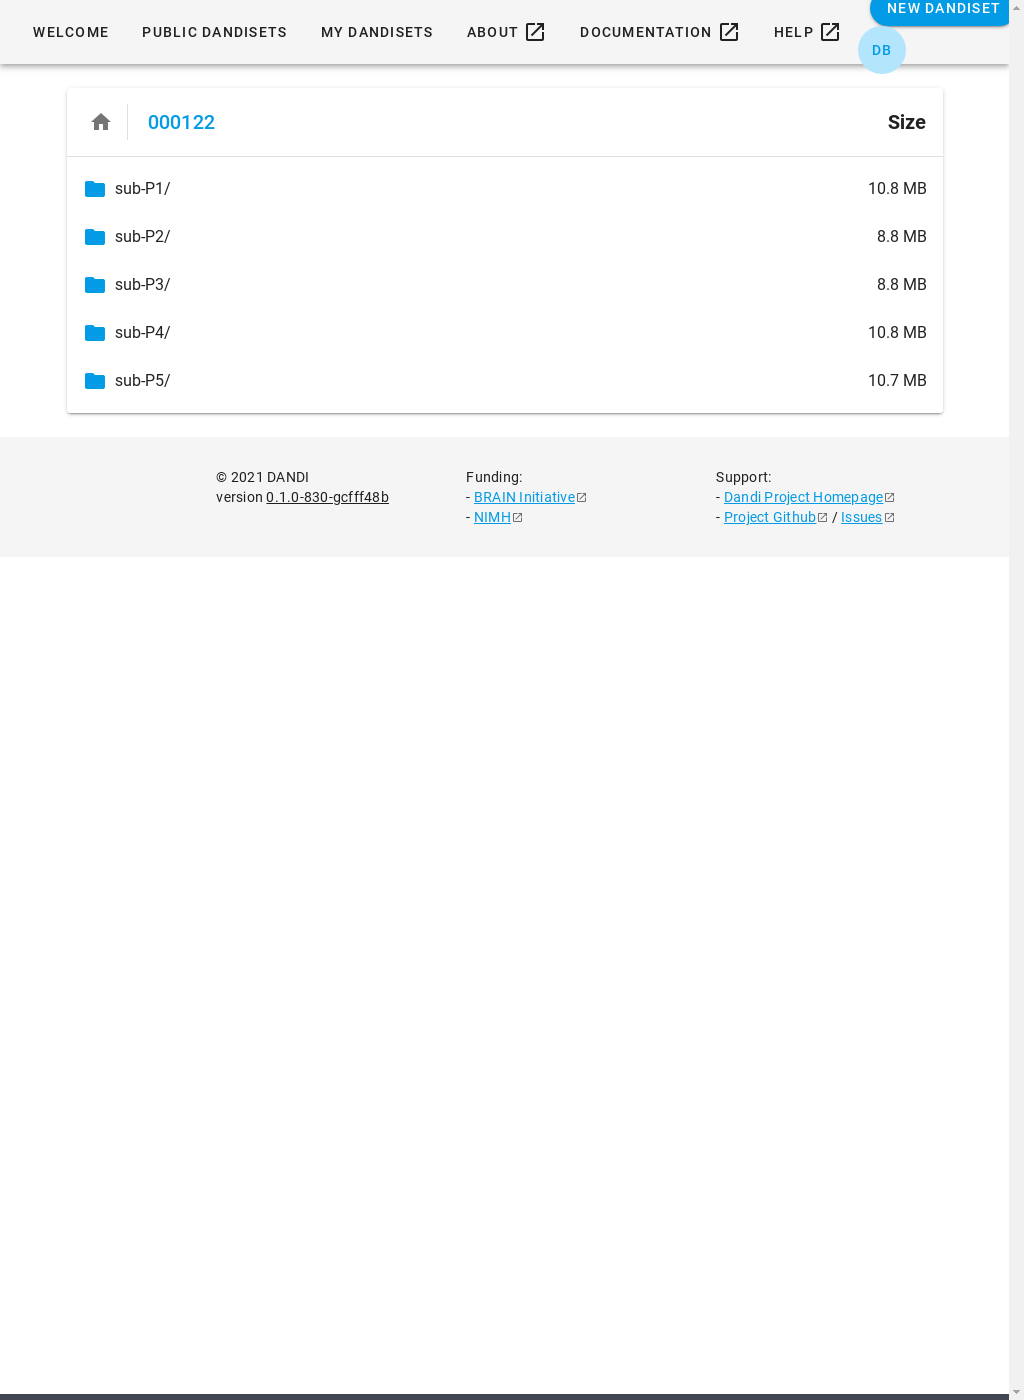 NEW DANDISET
WELCOME PUBLIC DANDISETS MY DANDISETS ABOUT DOCUMENTATION HELP
DB
000122 Size
sub-P1/ 10.8 MB
sub-P2/ 8.8 MB
sub-P3/ 8.8 MB
sub-P4/ 10.8 MB
sub-P5/ 10.7 MB
© 2021 DANDI
version 0.1.0-830-gcfff48b
Funding:
- BRAIN Initiative
- NIMH
Support:
- Dandi Project Homepage
- Project Github / Issues